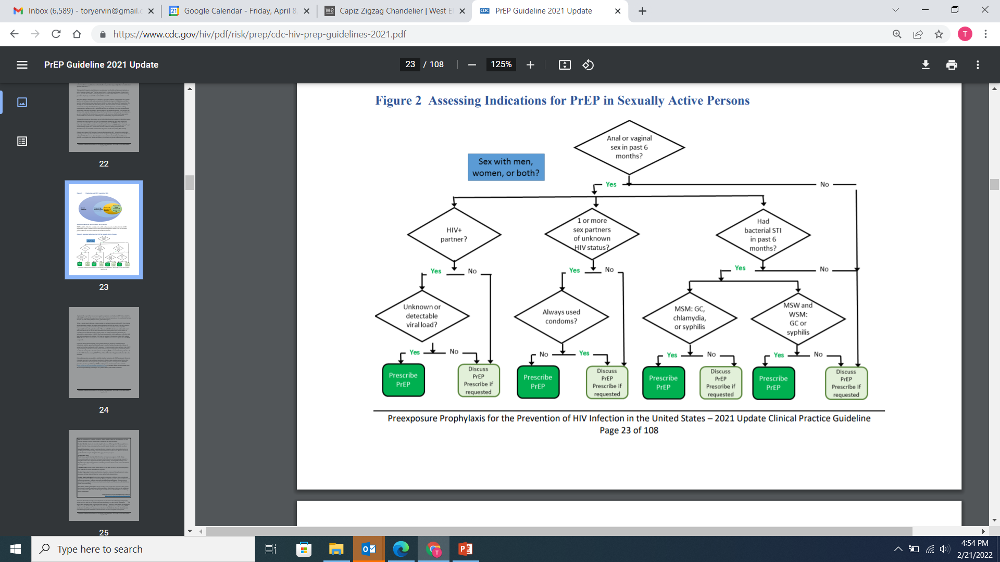 Inbox (6,589) - toryervin@gmail.c
Google Calendar - Friday, April 8,
we
Capiz Zigzag Chandelier | West El
CDC
PrEP Guideline 2021 Update
https://www.cdc.gov/hiv/pdf/risk/prep/cdc-hiv-prep-guidelines-2021.pdf
T
PrEP Guideline 2021 Update
23 / 108
125%
22
23
24
25
Figure 2 Assessing Indications for PrEP in Sexually Active Persons
Anal or vaginal
sex in past 6
months?
Sex with men,
women, or both?
Yes
No
HIV+
partner?
1 or more
sex partners
of unknown
HIV status?
Had
bacterial STI
in past 6
months?
Yes
No
Yes
No
Yes
No
Unknown or
detectable
viral load?
Always used
condoms?
MSM: GC,
chlamydia,
or syphilis
MSW and
WSM:
GC or
syphilis
Yes
No
No
Yes
Yes
No
Yes
No
Prescribe
PrEP
Discuss
PrEP
Prescribe if
requested
Prescribe
PrEP
Discuss
PrEP
Prescribe if
requested
Prescribe
PrEP
Discuss
PrEP
Prescribe if
requested
Prescribe
PrEP
Discuss
PrEP
Prescribe if
requested
Preexposure Prophylaxis for the Prevention of HIV Infection in the United States – 2021 Update Clinical Practice Guideline
Page 23 of 108
Type here to search
4:54 PM
2/21/2022